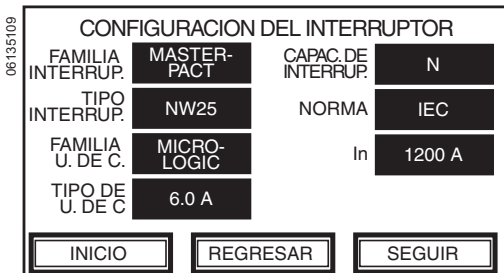 06135109
CONFIGURACION DEL INTERRUPTOR
FAMILIA
INTERRUP.
MASTER-
PACT
CAPAC. DE
INTERRUP.
N
TIPO
INTERRUP.
NW25
NORMA
IEC
FAMILIA
U. DE C.
MICRO-
LOGIC
In
1200 A
TIPO DE
U. DE C
6.0 A
INICIO
REGRESAR
SEGUIR